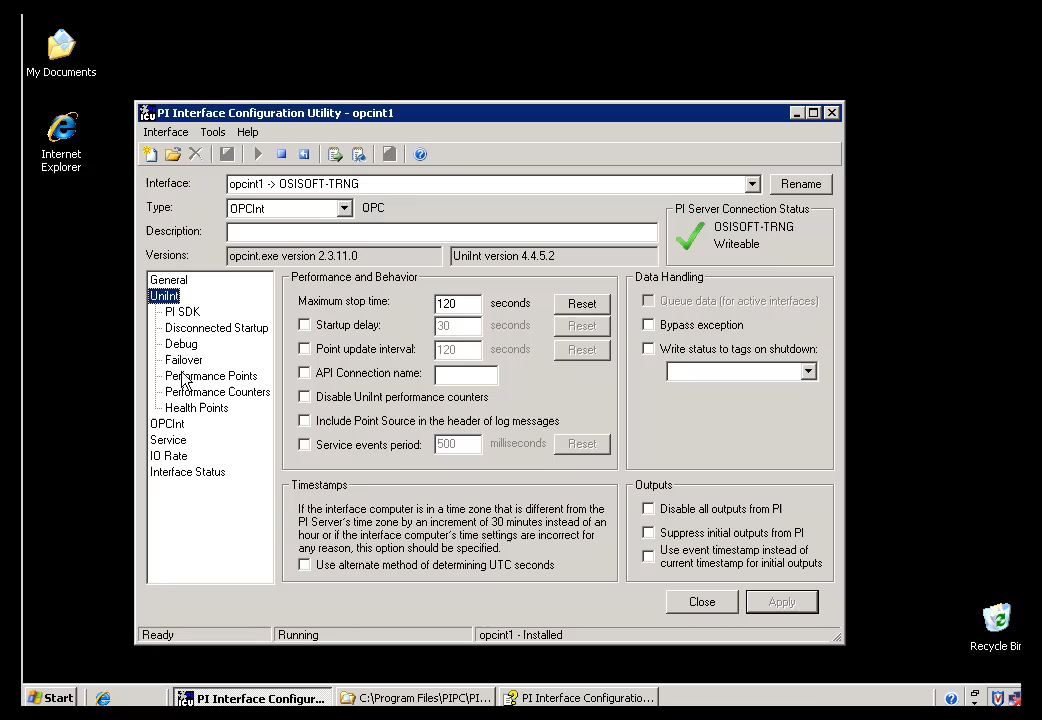 My Documents
Internet
Explorer
PI Interface Configuration Utility - opcint1
Interface Tools Help
Interface: opcint1 -> OSISOFT-TRNG Rename
Type: OPCInt OPC
Description:
Versions: opcint.exe version 2.3.11.0 UniInt version 4.4.5.2
PI Server Connection Status
OSISOFT-TRNG
Writeable
General
UniInt
PI SDK
Disconnected Startup
Debug
Failover
Performance Points
Performance Counters
Health Points
OPCInt
Service
IO Rate
Interface Status
Performance and Behavior
Maximum stop time: 120 seconds Reset
Startup delay: 30 seconds Reset
Point update interval: 120 seconds Reset
API Connection name:
Disable UniInt performance counters
Include Point Source in the header of log messages
Service events period: 500 milliseconds Reset
Data Handling
Queue data (for active interfaces)
Bypass exception
Write status to tags on shutdown:
Timestamps
If the interface computer is in a time zone that is different from the
PI Server's time zone by an increment of 30 minutes instead of an
hour or if the interface computer's time settings are incorrect for
any reason, this option should be specified.
Use alternate method of determining UTC seconds
Outputs
Disable all outputs from PI
Suppress initial outputs from PI
Use event timestamp instead of
current timestamp for initial outputs
Close Apply
Ready Running opcint1 - Installed
Recycle Bin
Start PI Interface Configur... C:\Program Files\PIPC\PI... PI Interface Configuratio...